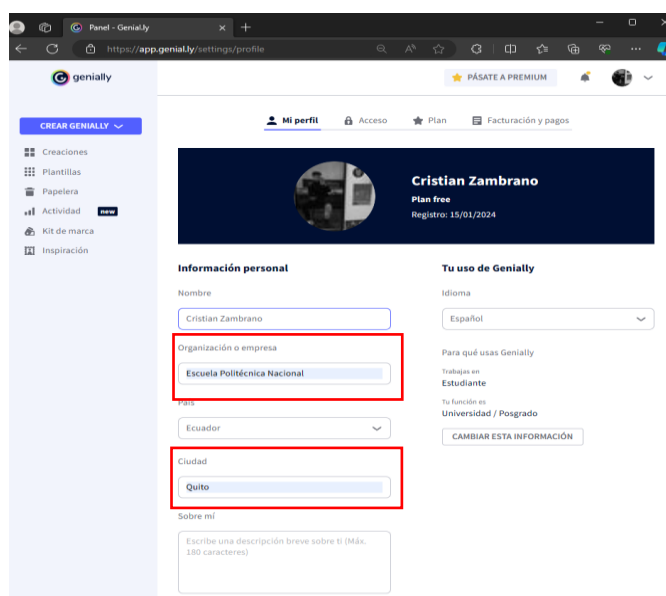 Panel - Genial.ly
https://app.genial.ly/settings/profile
genially
PÁSATE A PREMIUM
CREAR GENIALLY
Mi perfil
Acceso
Plan
Facturación y pagos
Creaciones
Plantillas
Papelera
Actividad new
Kit de marca
Inspiración
Cristian Zambrano
Plan free
Registro: 15/01/2024
Información personal
Nombre
Cristian Zambrano
Organización o empresa
Escuela Politécnica Nacional
País
Ecuador
Ciudad
Quito
Sobre mí
Escribe una descripción breve sobre ti (Máx.
180 caracteres)
Tu uso de Genially
Idioma
Español
Para qué usas Genially
Trabajas en
Estudiante
Tu función es
Universidad / Posgrado
CAMBIAR ESTA INFORMACIÓN